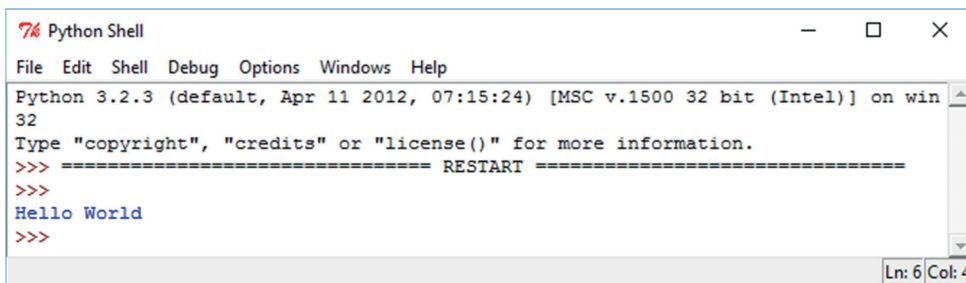 Python Shell
File Edit Shell Debug Options Windows Help
Python 3.2.3 (default, Apr 11 2012, 07:15:24) [MSC v.1500 32 bit (Intel)] on win
32
Type "copyright", "credits" or "license()" for more information.
>>> ================================ RESTART ================================
>>>
Hello World
>>>
Ln: 6 Col: 4